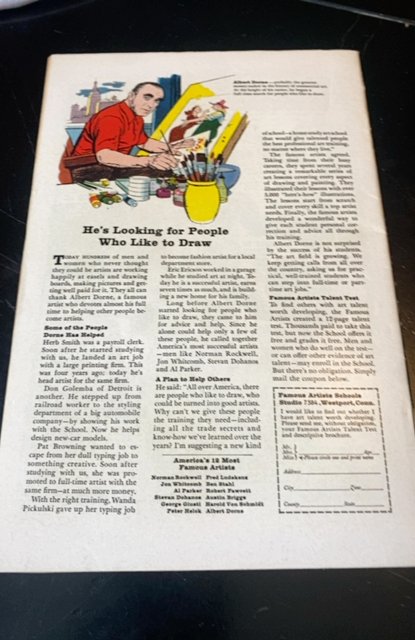 Albert Dorne
He's Looking for People
Who Like to Draw
TODAY HUNDREDS of men and
women who never thought
they could be artists are working
happily at easels and drawing
boards, making pictures and get-
ting well paid for it. They all can
thank Albert Dorne, a famous
artist who devotes almost his full
time to helping other people be-
come artists.
Some of the People
Dorne Has Helped
Herb Smith was a payroll clerk.
Soon after he started studying
with us, he landed an art job
with a large printing firm. This
was four years ago: today he's
head artist for the same firm.
Don Golemba of Detroit is
another. He stepped up from
railroad worker to the styling
department of a big automobile
company—by showing his work
with the School. Now he helps
design new-car models.
Pat Browning wanted to es-
cape from her dull typing job to
something creative. Soon after
studying with us, she was pro-
moted to full-time artist with the
same firm—at much more money.
With the right training, Wanda
Pickulski gave up her typing job
to become fashion artist for a local
department store.
Eric Ericson worked in a garage
while he studied art at night. To-
day he is a successful artist, earns
seven times as much, and is build-
ing a new home for his family.
Long before Albert Dorne
started looking for people who
like to draw, they came to him
for advice and help. Since he
alone could help only a few of
these people, he called together
America's most successful artists
—men like Norman Rockwell,
Jon Whitcomb, Stevan Dohanos
and Al Parker.
A Plan to Help Others
He said: "All over America, there
are people who like to draw, who
could be turned into good artists.
Why can't we give these people
the training they need—includ-
ing all the trade secrets and
know-how we've learned over the
years? I'm suggesting a new kind
America's 12 Most
Famous Artists
Norman Rockwell Fred Ludekens
Jon Whitcomb Ben Stahl
Al Parker Robert Fawcett
Stevan Dohanos Austin Briggs
George Giusti Harold Von Schmidt
Peter Helck Albert Dorne
of school—a home study art school
that would give talented people
the best professional art training,
no matter where they live."
The famous artists agreed.
Taking time from their busy
careers, they spent several years
creating a remarkable series of
art lessons covering every aspect
of drawing and painting. They
illustrated their lessons with over
5,000 "here's-how" illustrations.
The lessons start from scratch
and cover every skill a top artist
needs. Finally, the famous artists
developed a wonderful way to
give each student personal cor-
rection and advice all through
his training.
Albert Dorne is not surprised
by the success of his students.
"The art field is growing. We
keep getting calls from all over
the country, asking us for prac-
tical, well-trained students who
can step into full-time or part-
time art jobs."
Famous Artists Talent Test
To find others with art talent
worth developing, the Famous
Artists created a 12-page talent
test. Thousands paid to take this
test, but now the School offers it
free and grades it free. Men and
women who do well on the test—
or can offer other evidence of art
talent—may enroll in the School.
But there's no obligation. Simply
mail the coupon below.
Famous Artists Schools
Studio 7394, Westport, Conn.
I would like to find out whether I
have art talent worth developing.
Please send me, without obligation,
your Famous Artists Talent Test
and descriptive brochure.
Mr.
Mrs. Age
Miss
Address
City Zone
County State